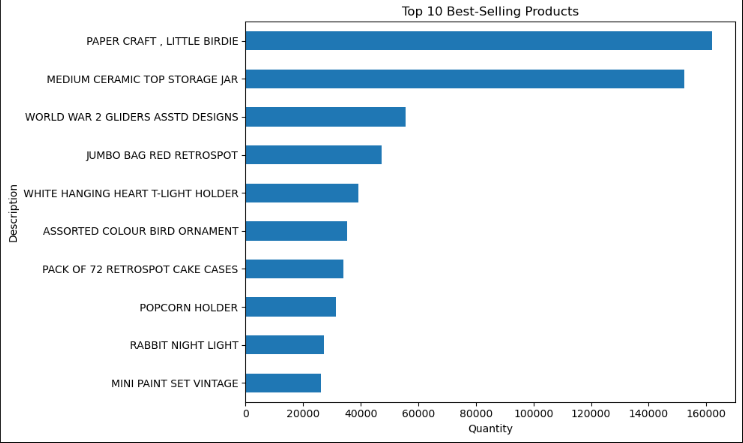 Top 10 Best-Selling Products
Description
PAPER CRAFT , LITTLE BIRDIE
MEDIUM CERAMIC TOP STORAGE JAR
WORLD WAR 2 GLIDERS ASSTD DESIGNS
JUMBO BAG RED RETROSPOT
WHITE HANGING HEART T-LIGHT HOLDER
ASSORTED COLOUR BIRD ORNAMENT
PACK OF 72 RETROSPOT CAKE CASES
POPCORN HOLDER
RABBIT NIGHT LIGHT
MINI PAINT SET VINTAGE
0 20000 40000 60000 80000 100000 120000 140000 160000
Quantity